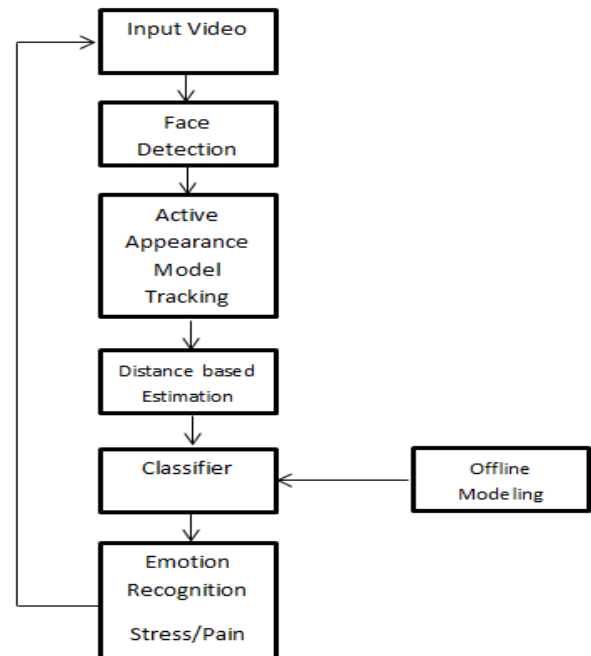 Input Video
Face
Detection
Active
Appearance
Model
Tracking
Distance based
Estimation
Classifier
Offline
Modeling
Emotion
Recognition
Stress/Pain